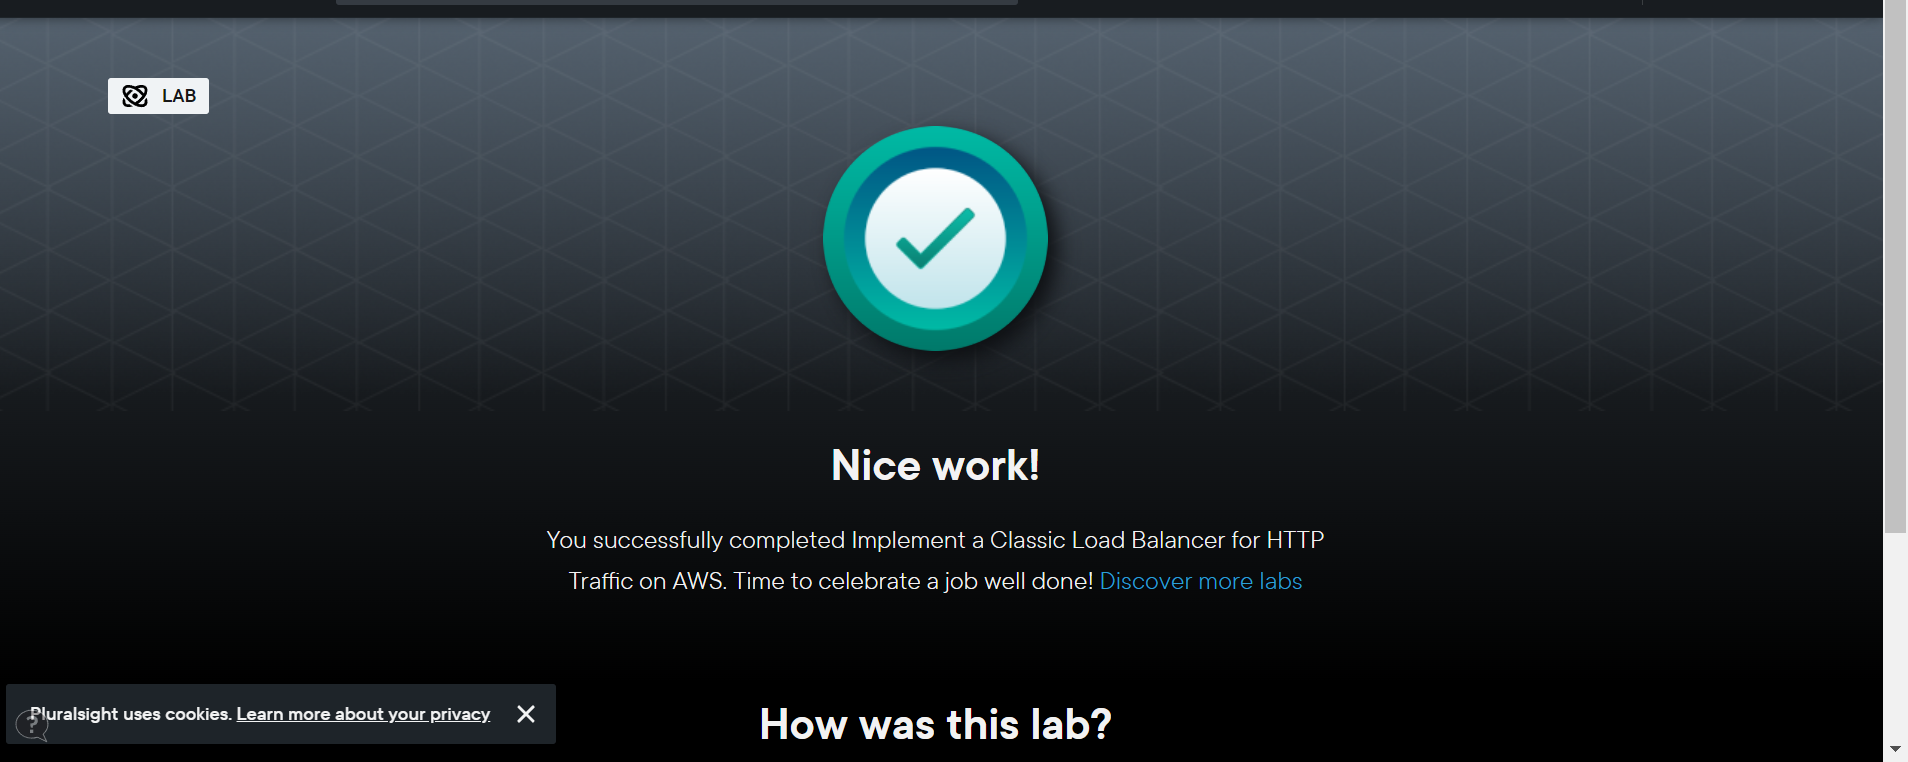 LAB
Nice work!
You successfully completed Implement a Classic Load Balancer for HTTP
Traffic on AWS. Time to celebrate a job well done! Discover more labs
Pluralsight uses cookies. Learn more about your privacy
?
How was this lab?